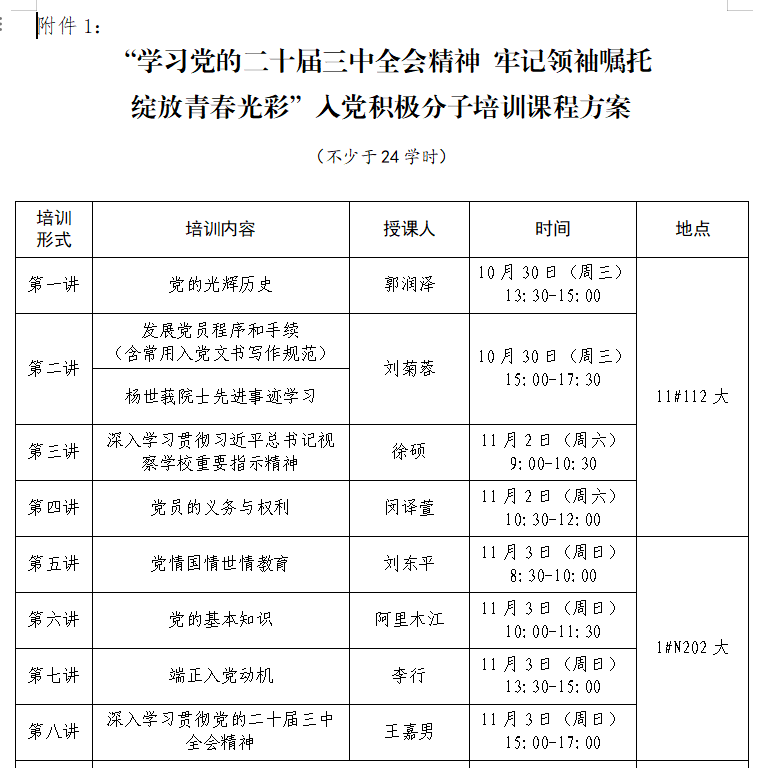 附件 1：
“学习党的二十届三中全会精神 牢记领袖嘱托
绽放青春光彩”入党积极分子培训课程方案
（不少于 24 学时）
培训
形式
培训内容
授课人
时间
地点
第一讲
党的光辉历史
郭润泽
10 月 30 日（周三）
13:30-15:00
11#112 大
第二讲
发展党员程序和手续
（含常用入党文书写作规范）
杨世莪院士先进事迹学习
刘菊蓉
10 月 30 日（周三）
15:00-17:30
第三讲
深入学习贯彻习近平总书记视
察学校重要指示精神
徐硕
11 月 2 日（周六）
9:00-10:30
第四讲
党员的义务与权利
闵译萱
11 月 2 日（周六）
10:30-12:00
第五讲
党情国情世情教育
刘东平
11 月 3 日（周日）
8:30-10:00
1#N202 大
第六讲
党的基本知识
阿里木江
11 月 3 日（周日）
10:00-11:30
第七讲
端正入党动机
李行
11 月 3 日（周日）
13:30-15:00
第八讲
深入学习贯彻党的二十届三中
全会精神
王嘉男
11 月 3 日（周日）
15:00-17:00